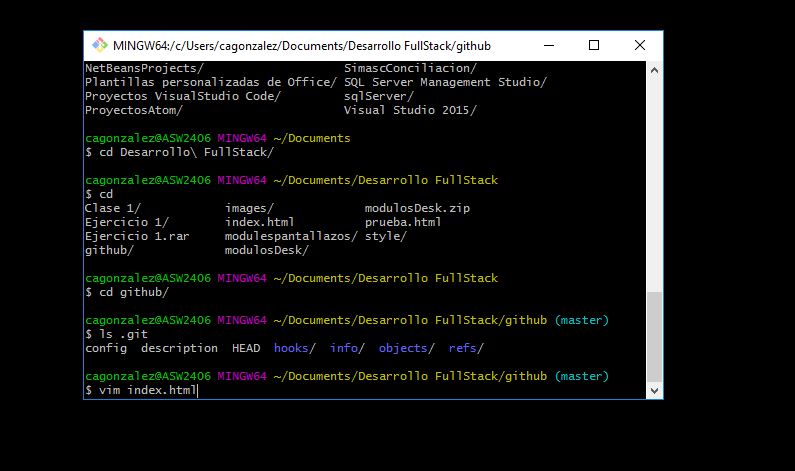 MINGW64:/c/Users/cagonzalez/Documents/Desarrollo FullStack/github
NetBeansProjects/ SimascConciliacion/
Plantillas personalizadas de Office/ SQL Server Management Studio/
Proyectos VisualStudio Code/ sqlServer/
ProyectosAtom/ Visual Studio 2015/
cagonzalez@ASW2406 MINGW64 ~/Documents
$ cd Desarrollo\ FullStack/
cagonzalez@ASW2406 MINGW64 ~/Documents/Desarrollo FullStack
$ cd
Clase 1/ images/ modulosDesk.zip
Ejercicio 1/ index.html prueba.html
Ejercicio 1.rar modulespantallazos/ style/
github/ modulosDesk/
cagonzalez@ASW2406 MINGW64 ~/Documents/Desarrollo FullStack
$ cd github/
cagonzalez@ASW2406 MINGW64 ~/Documents/Desarrollo FullStack/github (master)
$ ls .git
config description HEAD hooks/ info/ objects/ refs/
cagonzalez@ASW2406 MINGW64 ~/Documents/Desarrollo FullStack/github (master)
$ vim index.html